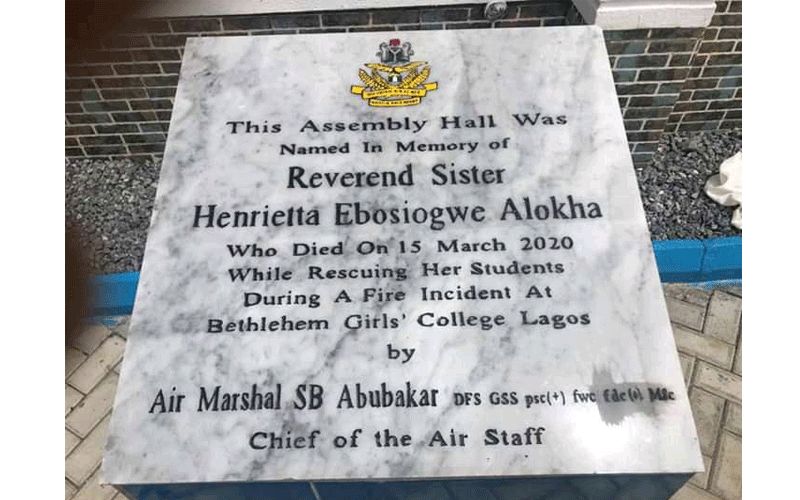 This Assembly Hall Was
Named In Memory of
Reverend Sister
Henrietta Ebosiogwe Alokha
Who Died On 15 March 2020
While Rescuing Her Students
During A Fire Incident At
Bethlehem Girls' College Lagos
by
Air Marshal SB Abubakar DFS GSS psc(+) fwc fdc(+) MSc
Chief of the Air Staff